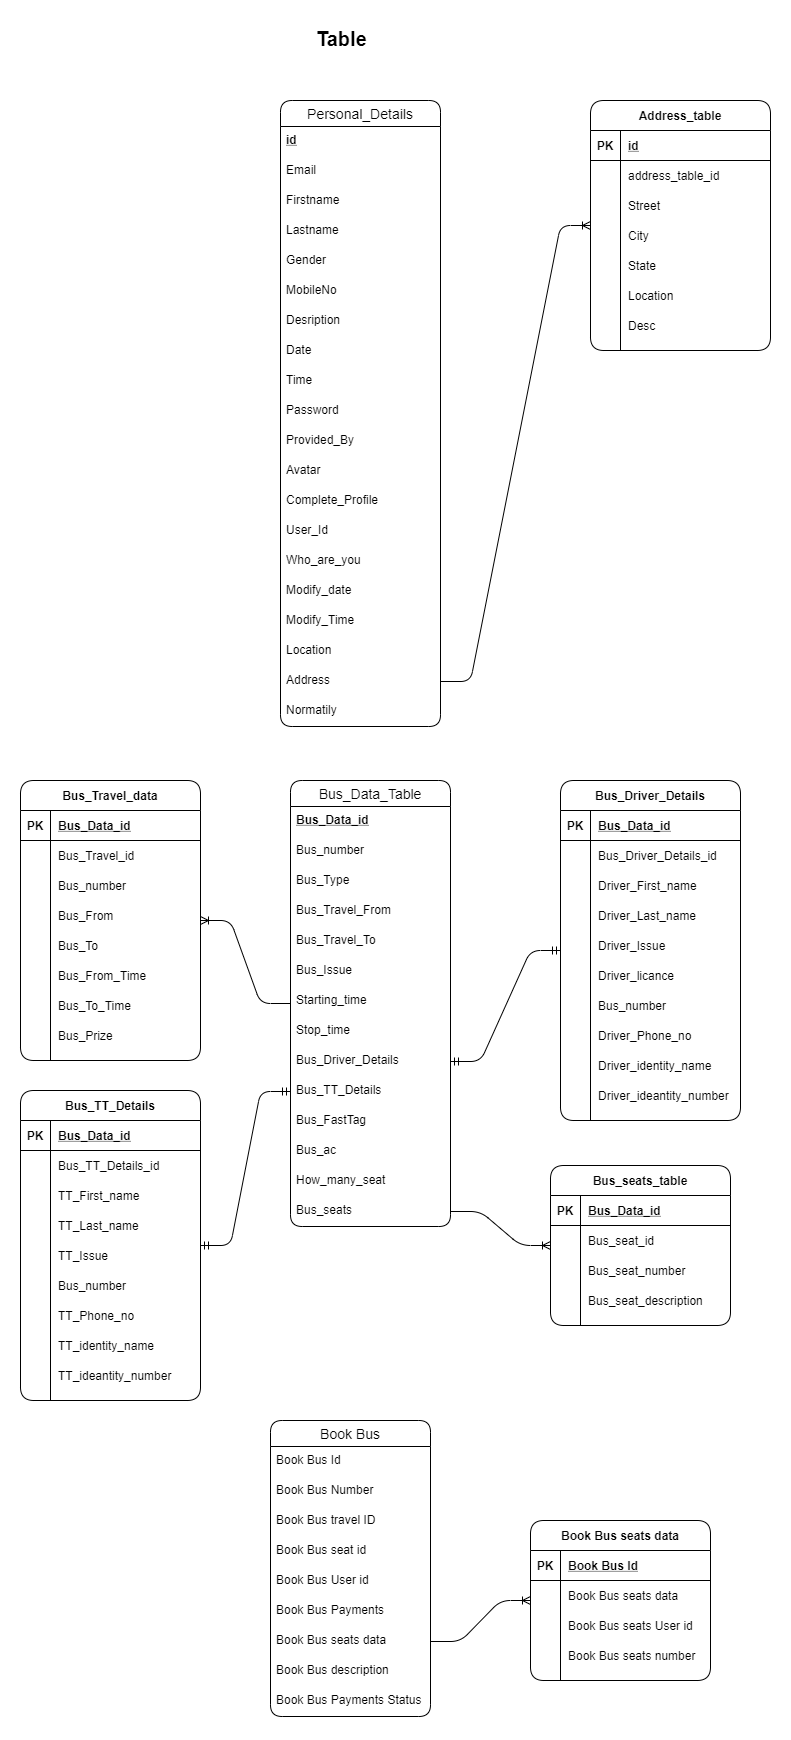 Table
Personal_Details
id
Email
Firstname
Lastname
Gender
MobileNo
Desription
Date
Time
Password
Provided_By
Avatar
Complete_Profile
User_Id
Who_are_you
Modify_date
Modify_Time
Location
Address
Normatily
Address_table
PK id
address_table_id
Street
City
State
Location
Desc
Bus_Travel_data
PK Bus_Data_id
Bus_Travel_id
Bus_number
Bus_From
Bus_To
Bus_From_Time
Bus_To_Time
Bus_Prize
Bus_Data_Table
Bus_Data_id
Bus_number
Bus_Type
Bus_Travel_From
Bus_Travel_To
Bus_Issue
Starting_time
Stop_time
Bus_Driver_Details
Bus_TT_Details
Bus_FastTag
Bus_ac
How_many_seat
Bus_seats
Bus_Driver_Details
PK Bus_Data_id
Bus_Driver_Details_id
Driver_First_name
Driver_Last_name
Driver_Issue
Driver_licance
Bus_number
Driver_Phone_no
Driver_identity_name
Driver_ideantity_number
Bus_TT_Details
PK Bus_Data_id
Bus_TT_Details_id
TT_First_name
TT_Last_name
TT_Issue
Bus_number
TT_Phone_no
TT_identity_name
TT_ideantity_number
Bus_seats_table
PK Bus_Data_id
Bus_seat_id
Bus_seat_number
Bus_seat_description
Book Bus
Book Bus Id
Book Bus Number
Book Bus travel ID
Book Bus seat id
Book Bus User id
Book Bus Payments
Book Bus seats data
Book Bus description
Book Bus Payments Status
Book Bus seats data
PK Book Bus Id
Book Bus seats data
Book Bus seats User id
Book Bus seats number